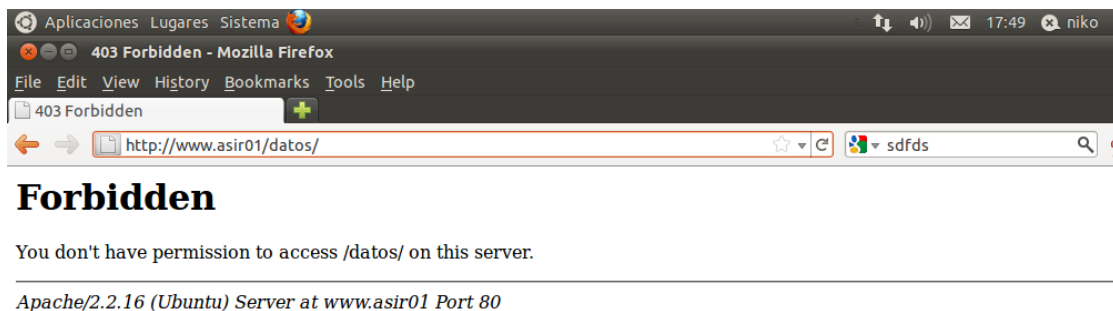 Aplicaciones Lugares Sistema 17:49 niko
403 Forbidden - Mozilla Firefox
File Edit View History Bookmarks Tools Help
403 Forbidden
http://www.asir01/datos/ sdfds
Forbidden
You don't have permission to access /datos/ on this server.
Apache/2.2.16 (Ubuntu) Server at www.asir01 Port 80